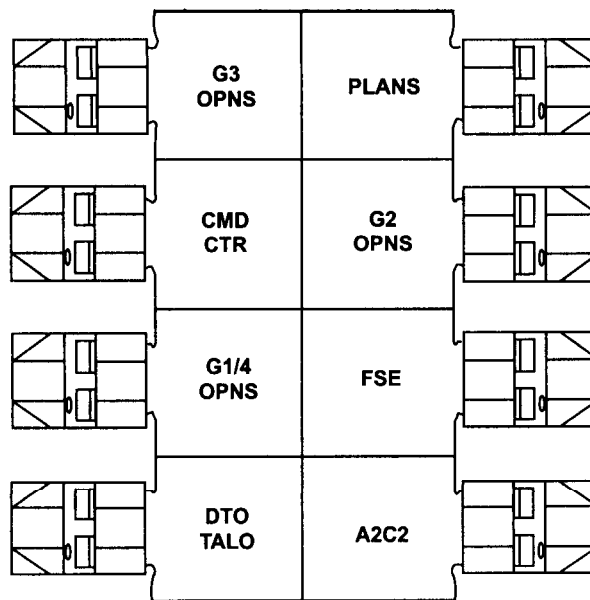 G3
OPNS
PLANS
CMD
CTR
G2
OPNS
G1/4
OPNS
FSE
DTO
TALO
A2C2